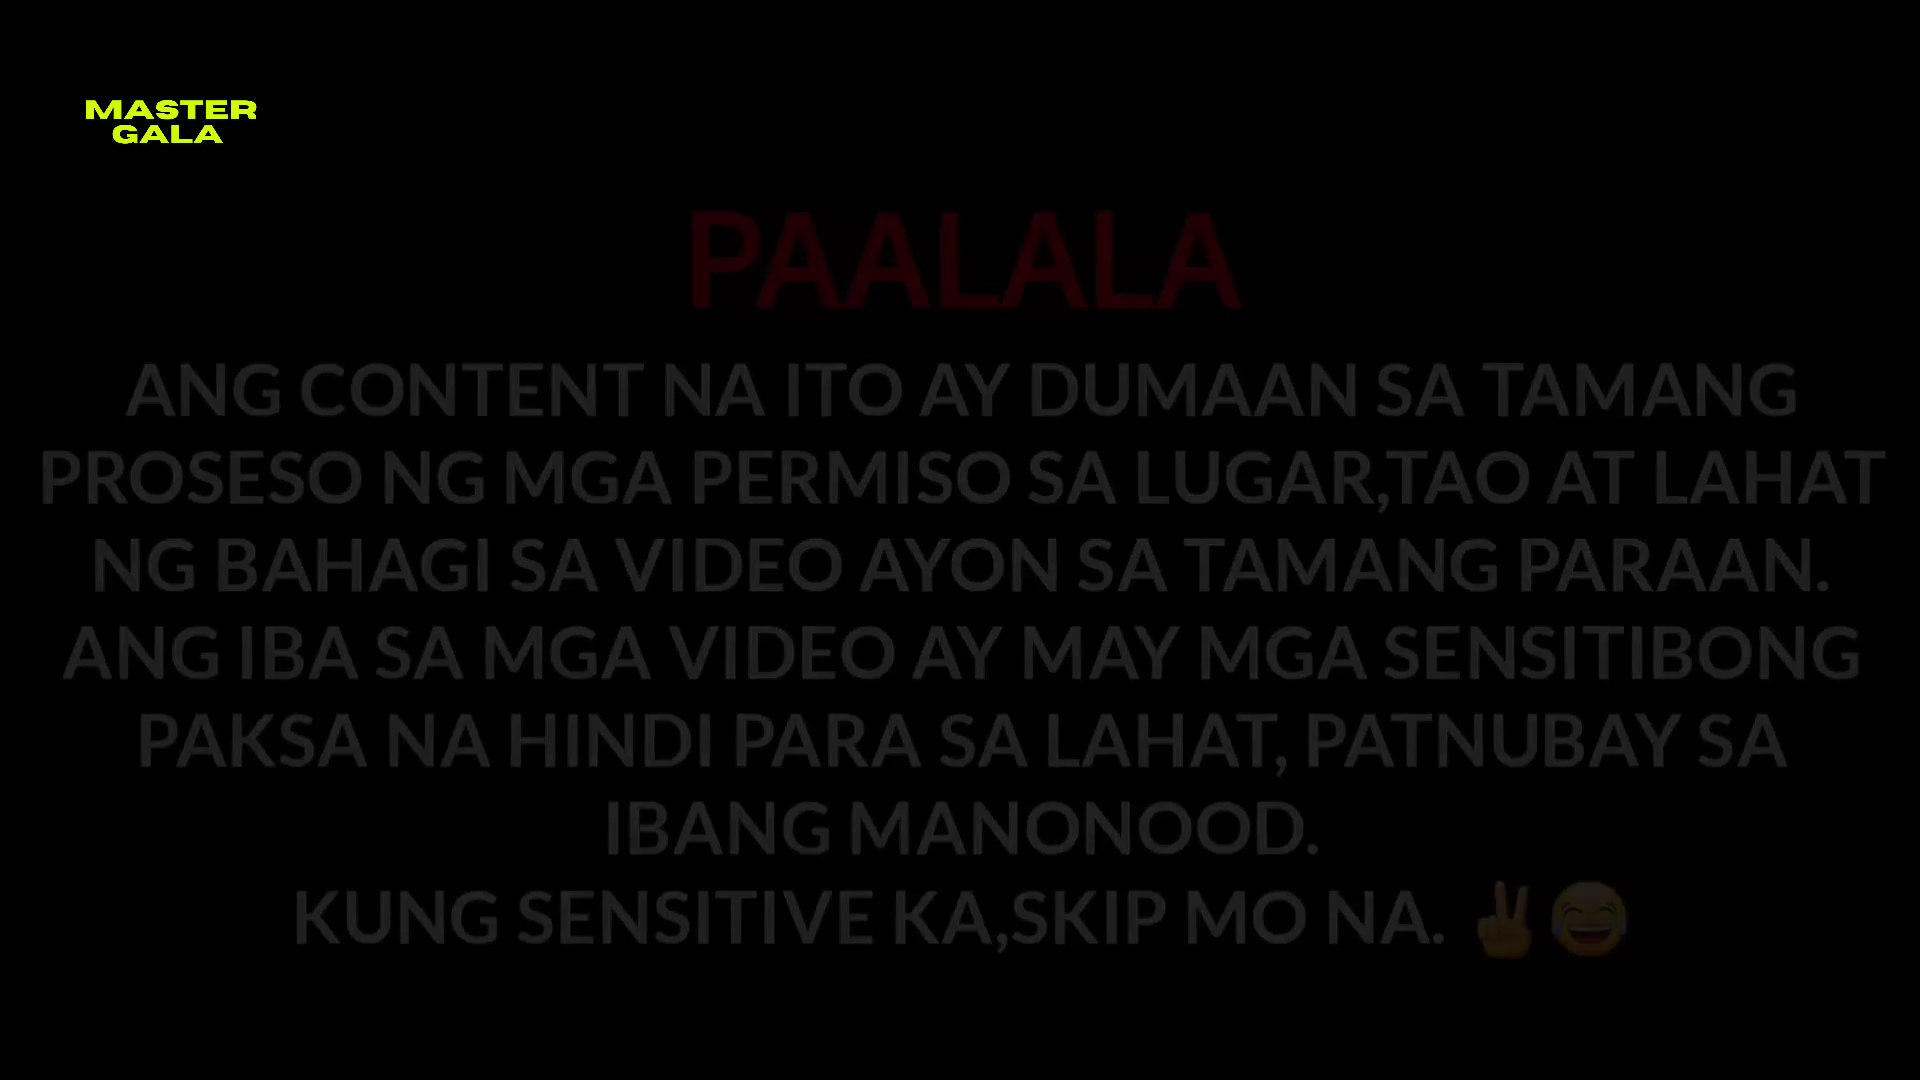 MASTER
GALA
PAALALA
ANG CONTENT NA ITO AY DUMAAN SA TAMANG
PROSESO NG MGA PERMISO SA LUGAR,TAO AT LAHAT
NG BAHAGI SA VIDEO AYON SA TAMANG PARAAN.
ANG IBA SA MGA VIDEO AY MAY MGA SENSITIBONG
PAKSA NA HINDI PARA SA LAHAT, PATNUBAY SA
IBANG MANONOOD.
KUNG SENSITIVE KA,SKIP MO NA. ✌😂